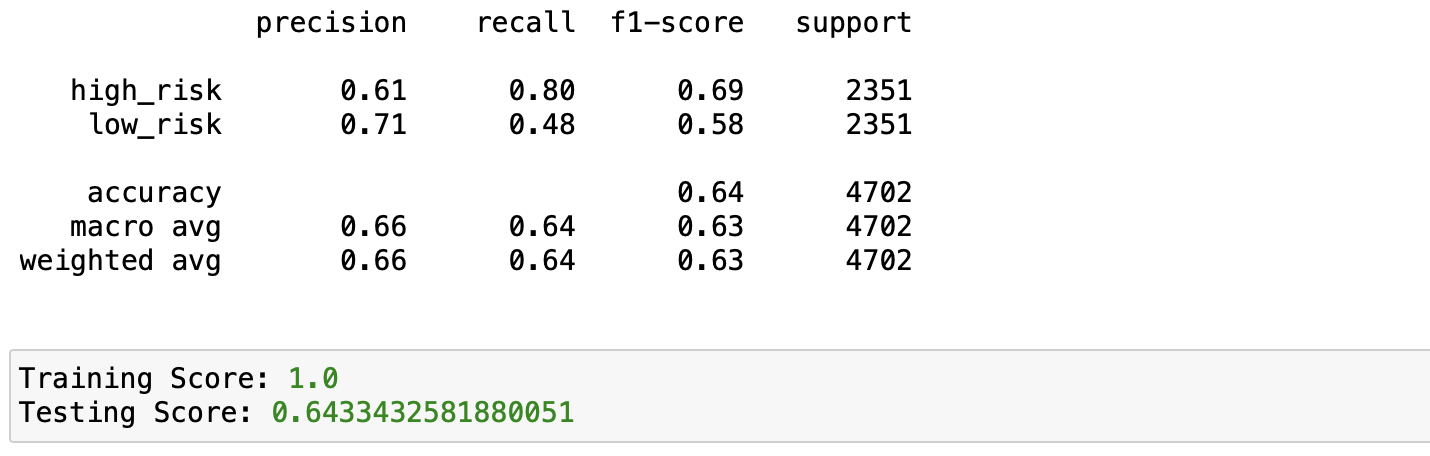 precision recall f1-score support
high_risk 0.61 0.80 0.69 2351
low_risk 0.71 0.48 0.58 2351
accuracy 0.64 4702
macro avg 0.66 0.64 0.63 4702
weighted avg 0.66 0.64 0.63 4702
Training Score: 1.0
Testing Score: 0.6433432581880051